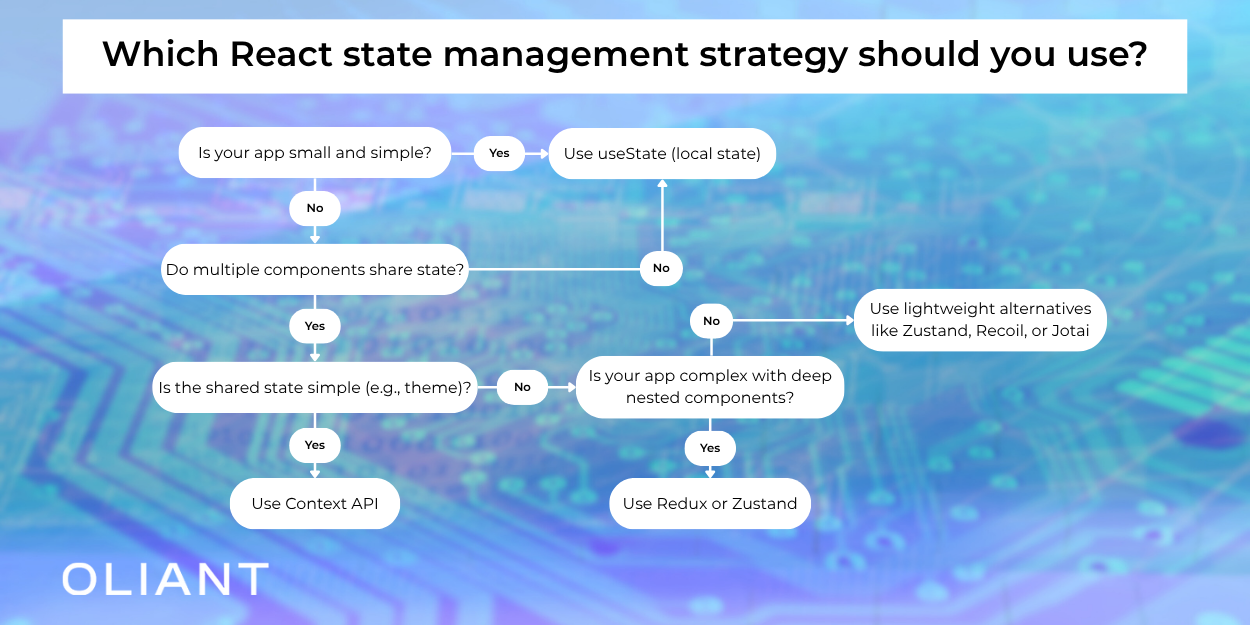 Which React state management strategy should you use?
Is your app small and simple?
Yes
Use useState (local state)
No
Do multiple components share state?
No
Yes
No
Use lightweight alternatives
like Zustand, Recoil, or Jotai
Is the shared state simple (e.g., theme)?
No
Is your app complex with deep
nested components?
Yes
Yes
Use Context API
Use Redux or Zustand
OLIANT